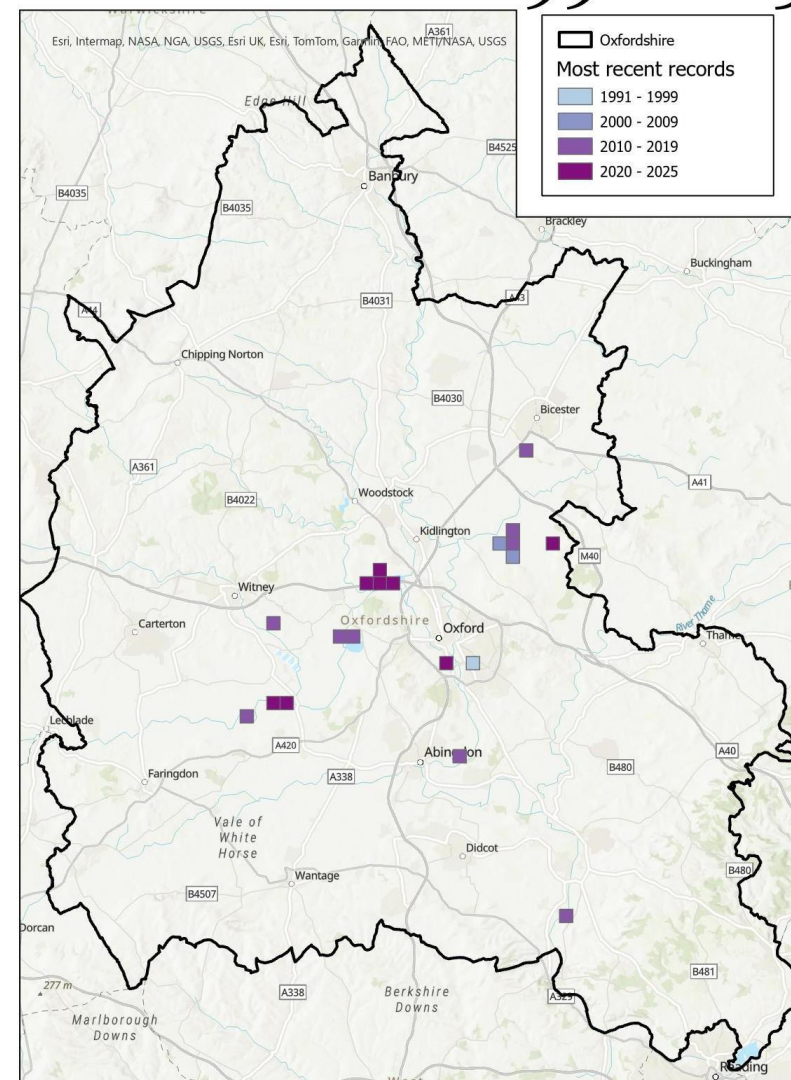 Warwickshire
A361
Esri, Intermap, NASA, NGA, USGS, Esri UK, Esri, TomTom, Garmin, FAO, METI/NASA, USGS
Oxfordshire
Most recent records
1991 - 1999
2000 - 2009
2010 - 2019
2020 - 2025
Edge Hill
B4525
Banbury
B4035
B4035
Brackley
Buckingham
B4031
A43
A44
Chipping Norton
B4030
Bicester
A361
A41
B4022
Woodstock
Kidlington
M40
Witney
Carterton
Oxfordshire
Oxford
River Thame
Thame
Lechlade
A420
Abingdon
A40
Faringdon
A338
B480
Vale of
White
Horse
Didcot
Wantage
B480
B4507
Dorcan
277 m
A338
Berkshire
Downs
A329
B481
Marlborough
Downs
Reading
West